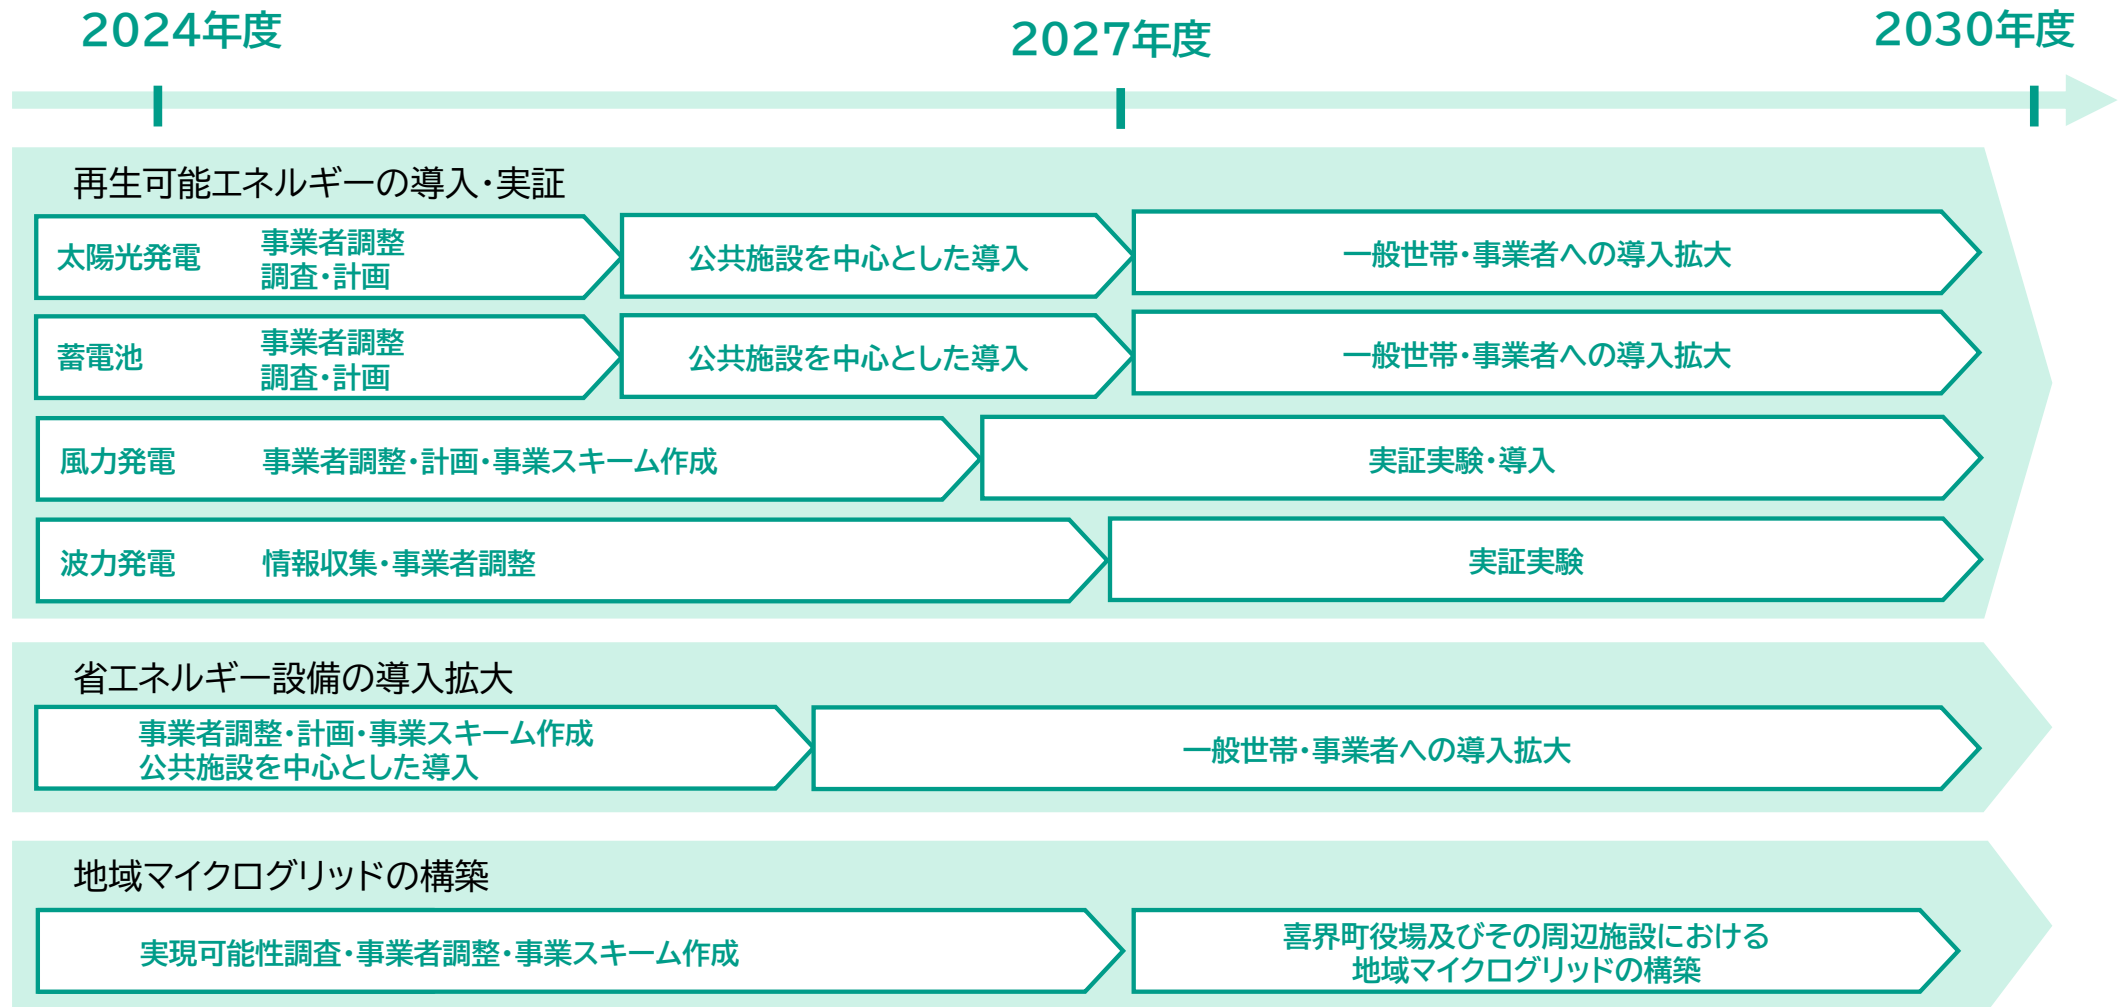 2024年度
2027年度
2030年度
再生可能エネルギーの導入・実証
太陽光発電
事業者調整
調査・計画
公共施設を中心とした導入
一般世帯・事業者への導入拡大
蓄電池
事業者調整
調査・計画
公共施設を中心とした導入
一般世帯・事業者への導入拡大
風力発電
事業者調整・計画・事業スキーム作成
実証実験・導入
波力発電
情報収集・事業者調整
実証実験
省エネルギー設備の導入拡大
事業者調整・計画・事業スキーム作成
公共施設を中心とした導入
一般世帯・事業者への導入拡大
地域マイクログリッドの構築
実現可能性調査・事業者調整・事業スキーム作成
喜界町役場及びその周辺施設における
地域マイクログリッドの構築